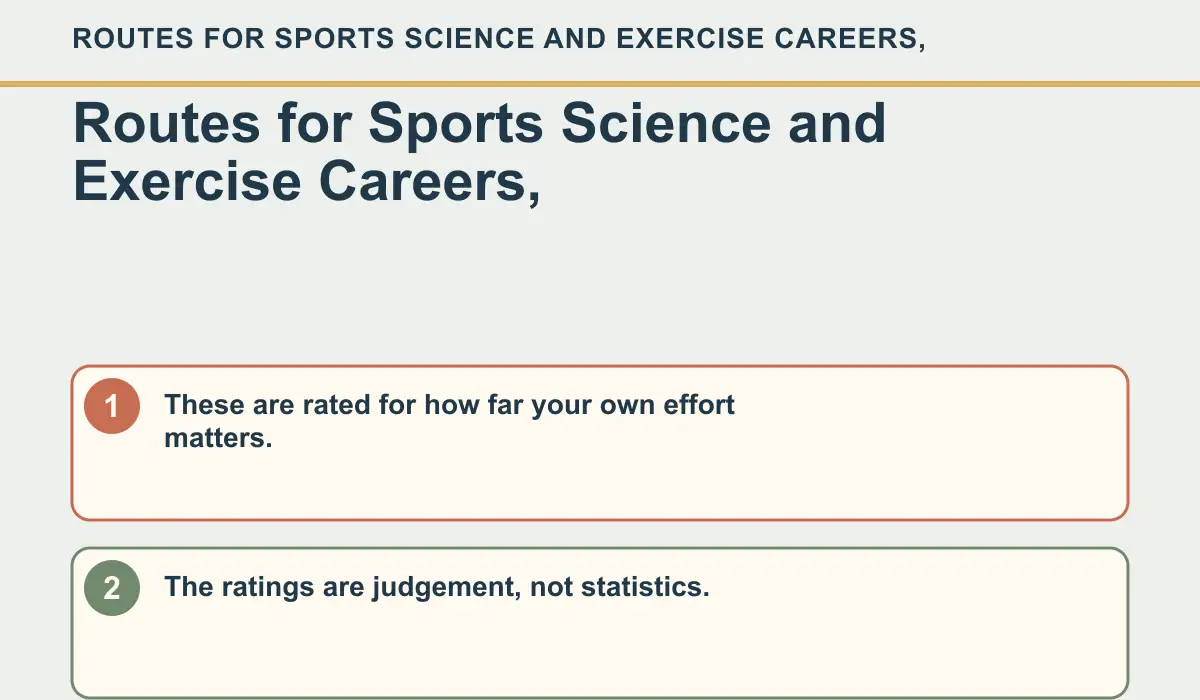 ROUTES FOR SPORTS SCIENCE AND EXERCISE CAREERS,
Routes for Sports Science and
Exercise Careers,
1
These are rated for how far your own effort
matters.
2
The ratings are judgement, not statistics.